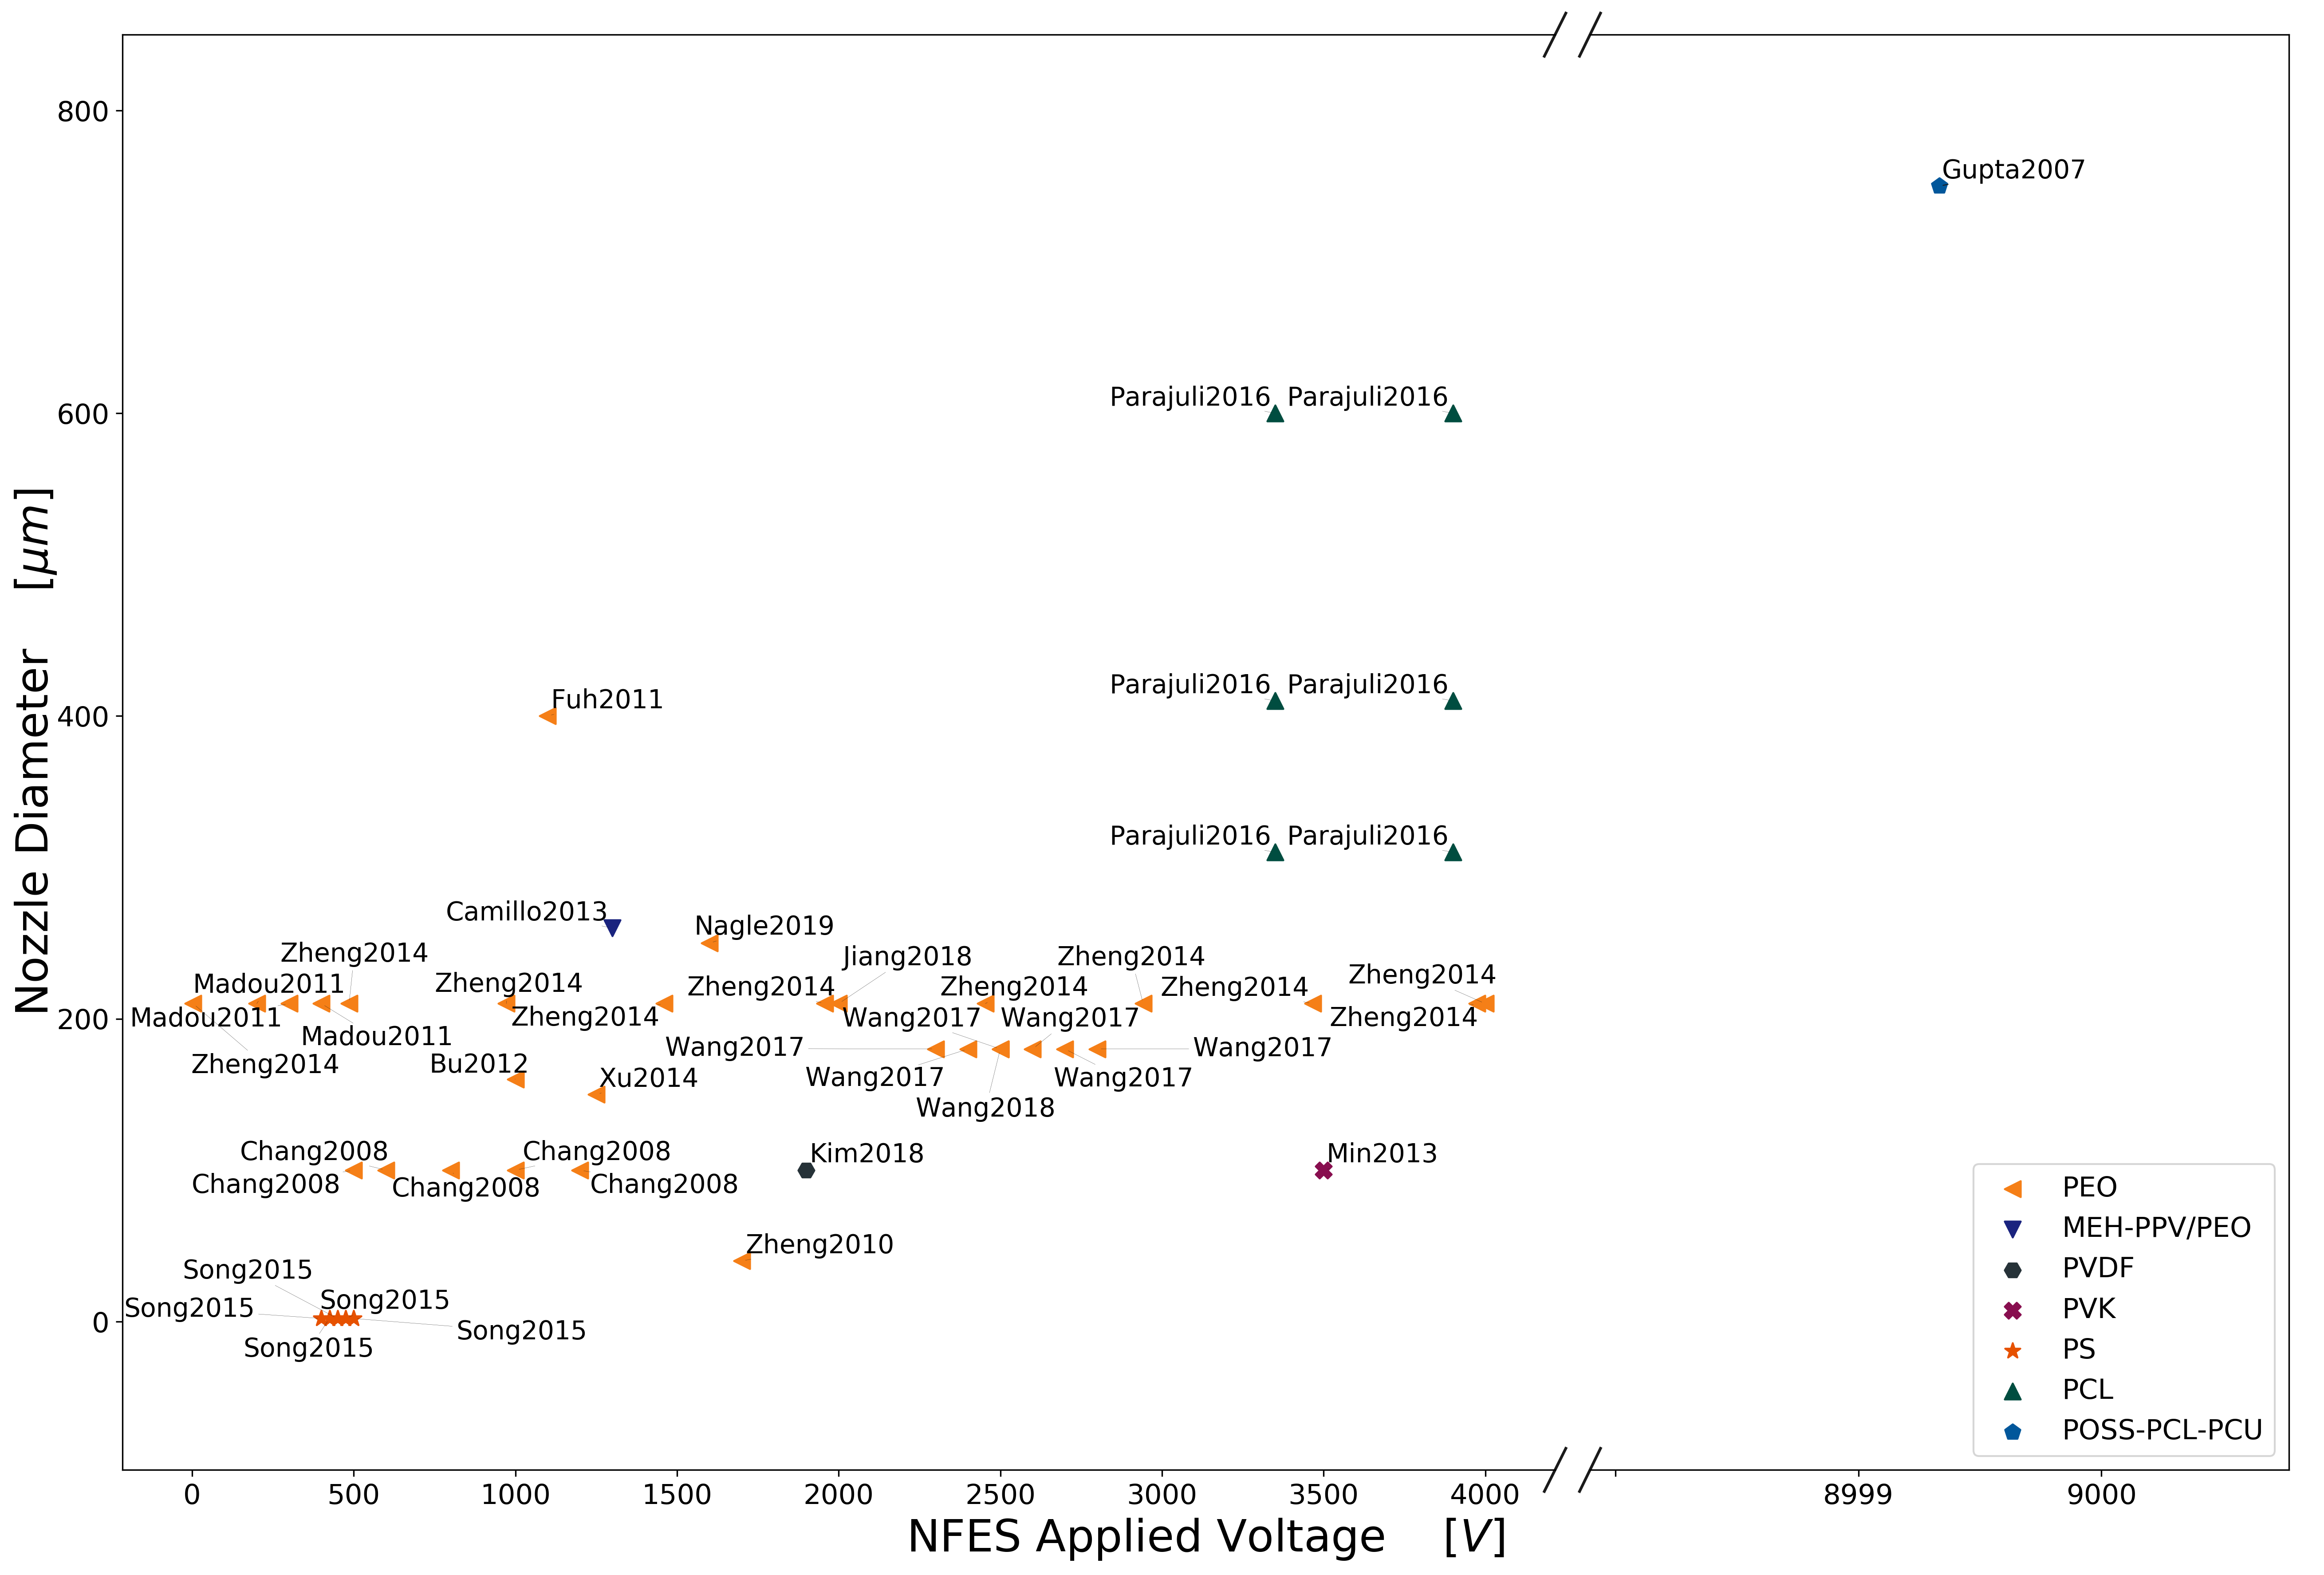 800
Gupta2007
Parajuli2016 Parajuli2016
600
Nozzle Diameter [μm]
Parajuli2016 Parajuli2016
Fuh2011
400
Parajuli2016 Parajuli2016
Camillo2013
Nagle2019
Zheng2014
Jiang2018
Zheng2014
Zheng2014
Madou2011
Zheng2014
Zheng2014
Zheng2014
Zheng2014
200
Madou2011
Zheng2014
Wang2017
Wang2017
Zheng2014
Madou2011
Wang2017
Wang2017
Zheng2014
Bu2012
Xu2014
Wang2017
Wang2017
Wang2018
Chang2008
Chang2008
Kim2018
Min2013
Chang2008
Chang2008
Chang2008
Zheng2010
Song2015
Song2015
Song2015
0
Song2015
Song2015
PEO
MEH-PPV/PEO
PVDF
PVK
PS
PCL
POSS-PCL-PCU
0 500 1000 1500 2000 2500 3000 3500 4000 8999 9000
NFES Applied Voltage [V]